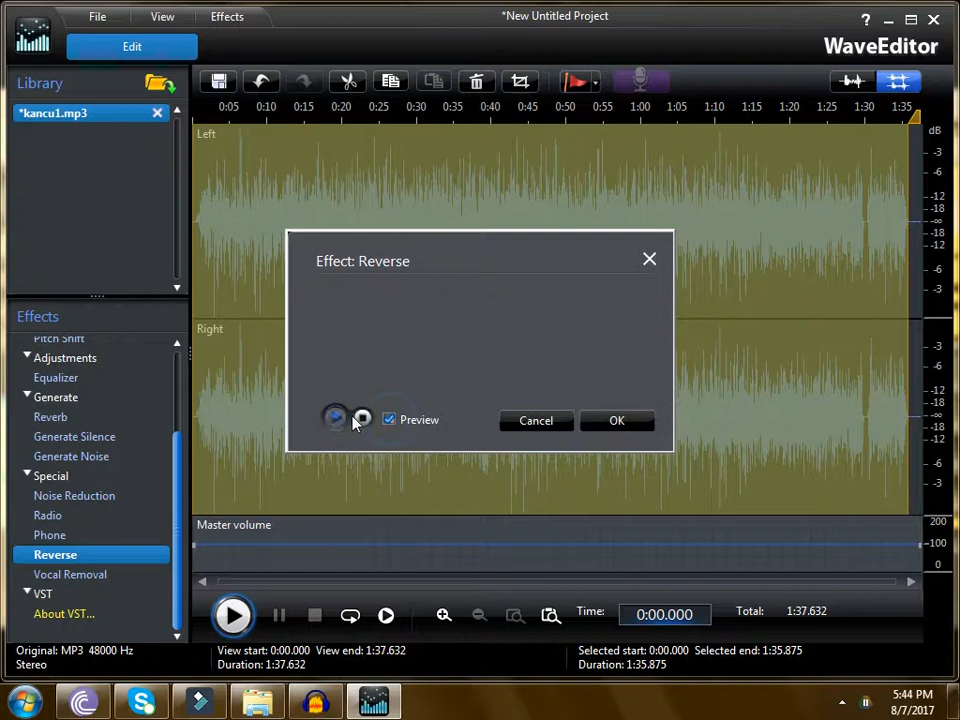 File View Effects *New Untitled Project ?
Edit WaveEditor
Library
*kancu1.mp3
0:05 0:10 0:15 0:20 0:25 0:30 0:35 0:40 0:45 0:50 0:55 1:00 1:05 1:10 1:15 1:20 1:25 1:30 1:35
Left dB
-3
-6
-12
-18
-∞
-18
-12
-6
-3
Effect: Reverse
Preview Cancel OK
Right
-3
-6
-12
-18
-∞
-18
-12
-6
-3
Effects
Pitch Shift
Adjustments
Equalizer
Generate
Reverb
Generate Silence
Generate Noise
Special
Noise Reduction
Radio
Phone
Reverse
Vocal Removal
VST
About VST...
Master volume 200
-100
0
Time: 0:00.000 Total: 1:37.632
Original: MP3 48000 Hz View start: 0:00.000 View end: 1:37.632 Selected start: 0:00.000 Selected end: 1:35.875
Stereo Duration: 1:37.632 Duration: 1:35.875
5:44 PM
8/7/2017